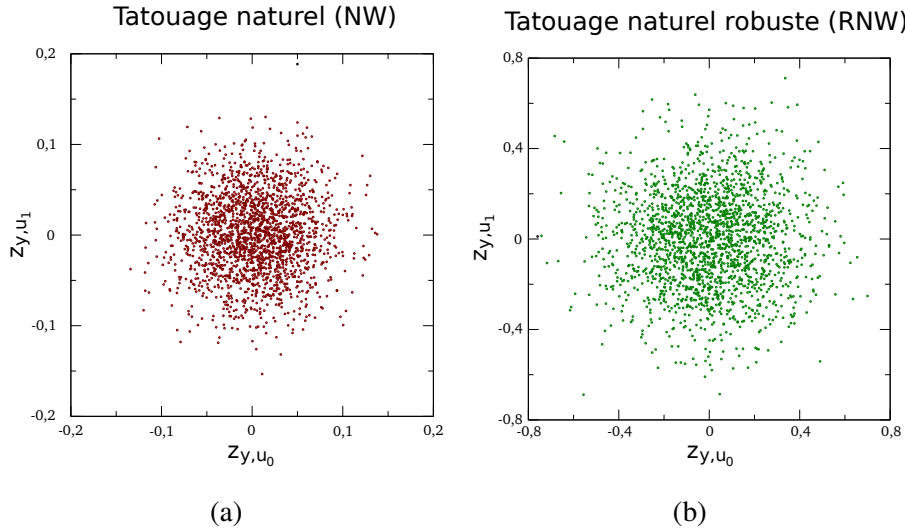 Tatouage naturel (NW)
0,2
0,1
0
-0,1
-0,2
-0,2
-0,1
0
0,1
0,2
zy,u1
zy,u0
(a)
Tatouage naturel robuste (RNW)
0,8
0,4
0
-0,4
-0,8
-0,8
-0,4
0
0,4
0,8
zy,u1
zy,u0
(b)